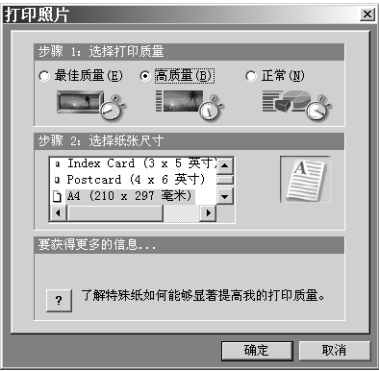 打印照片
步骤 1：选择打印质量
最佳质量(E) 高质量(B) 正常(N)
步骤 2：选择纸张尺寸
Index Card (3 x 5 英寸)
Postcard (4 x 6 英寸)
A4 (210 x 297 毫米)
A
要获得更多的信息...
? 了解特殊纸如何能够显著提高我的打印质量。
确定 取消